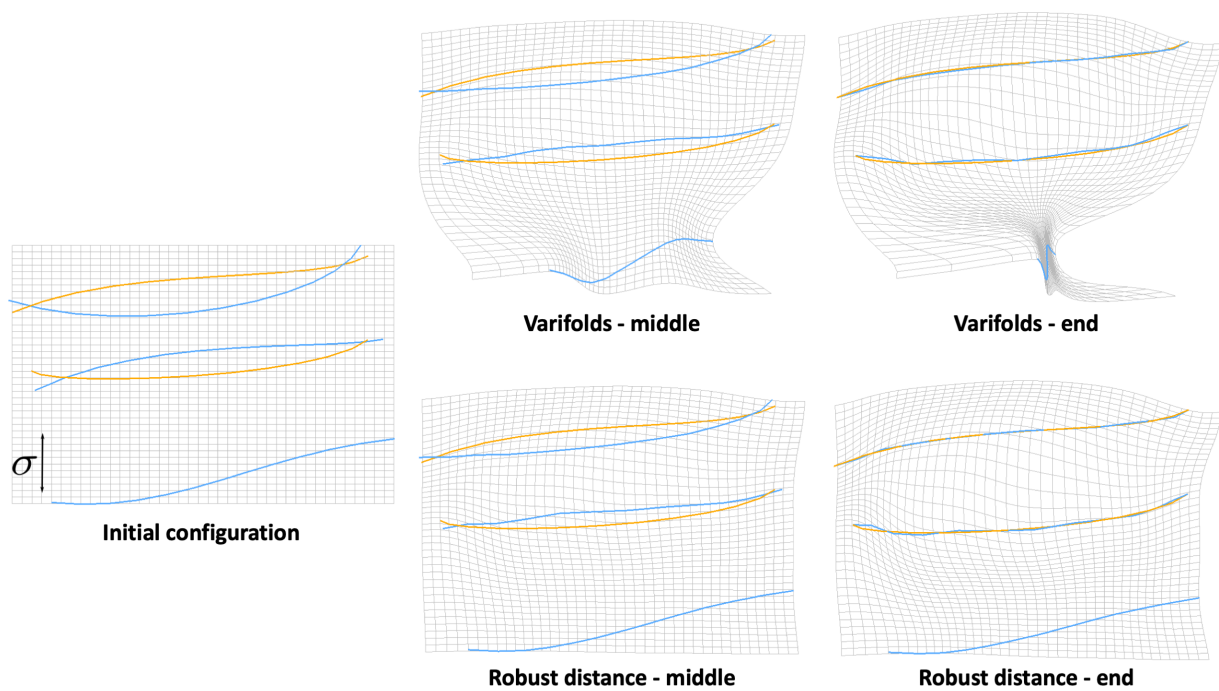 σ
Initial configuration
Varifolds - middle
Varifolds - end
Robust distance - middle
Robust distance - end